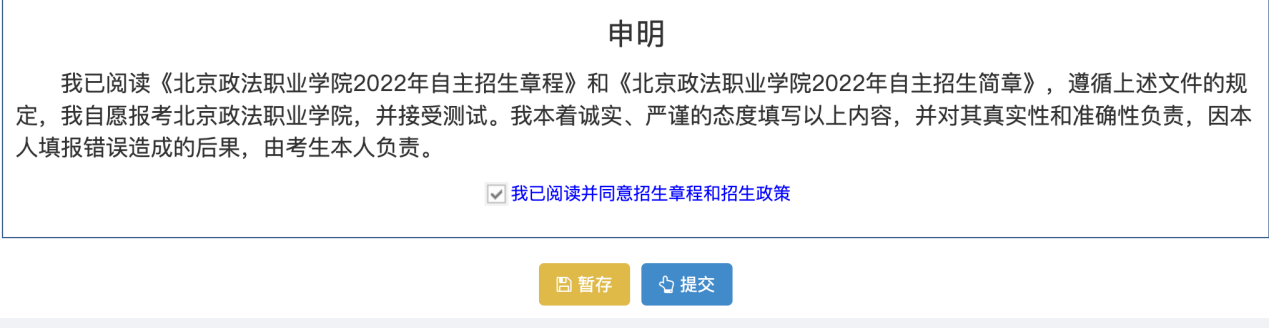 申明
我已阅读《北京政法职业学院2022年自主招生章程》和《北京政法职业学院2022年自主招生简章》，遵循上述文件的规
定，我自愿报考北京政法职业学院，并接受测试。我本着诚实、严谨的态度填写以上内容，并对其真实性和准确性负责，因本
人填报错误造成的后果，由考生本人负责。
我已阅读并同意招生章程和招生政策
暂存 提交